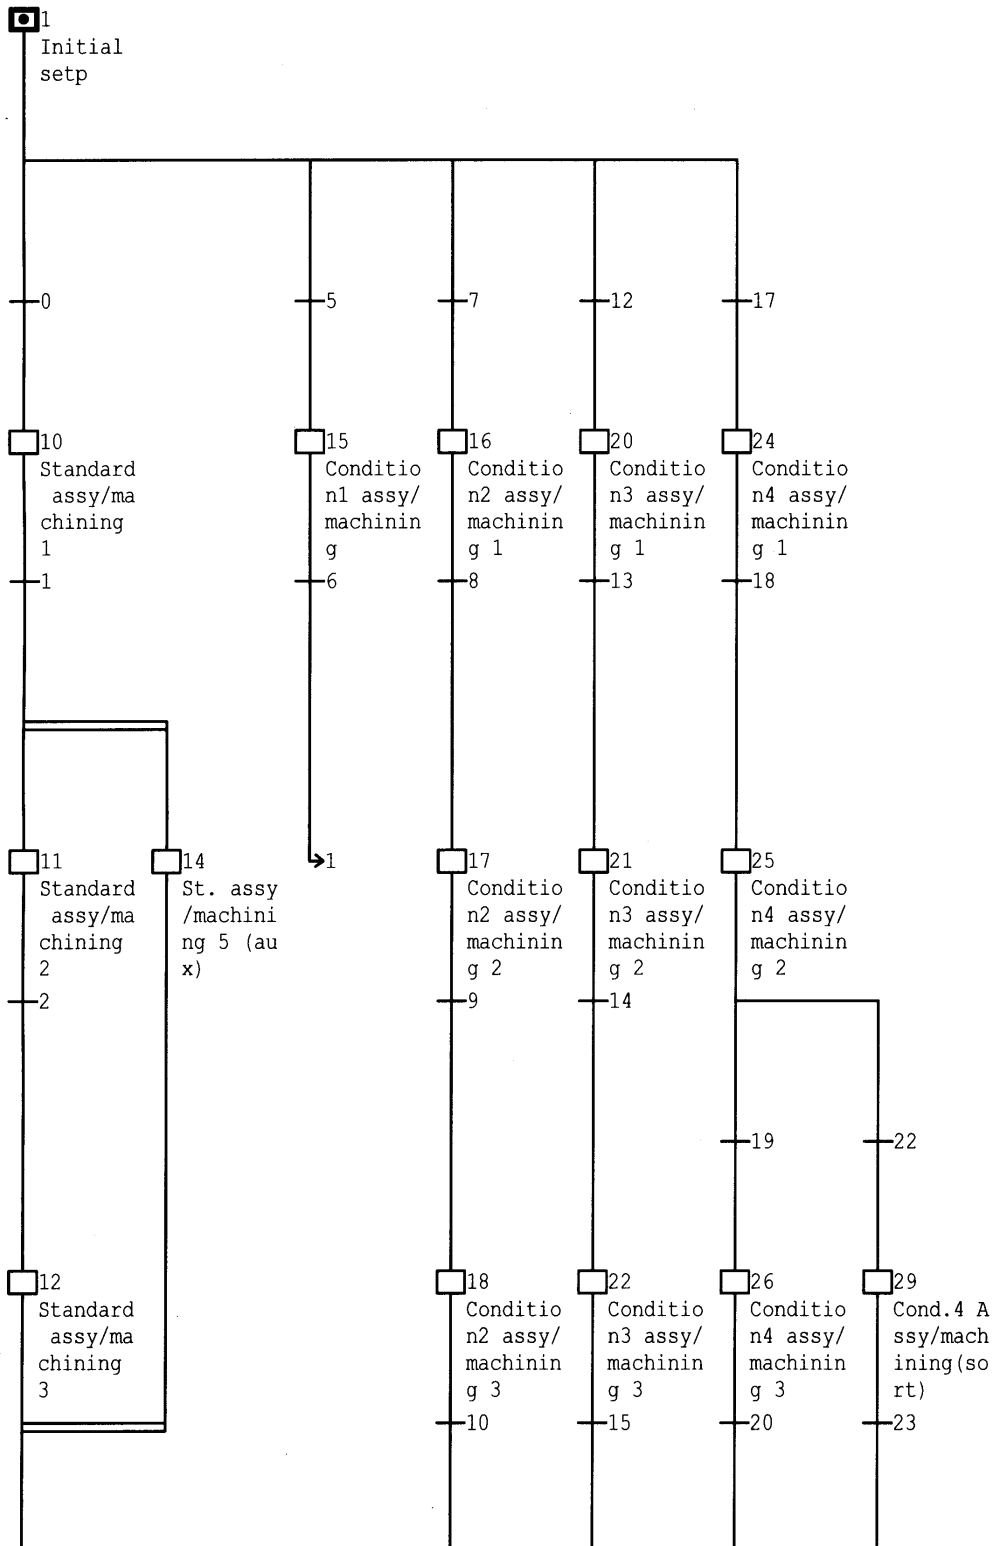 1
Initial
setp
0
5
7
12
17
10
Standard
assy/ma
chining
1
15
Conditio
n1 assy/
machinin
g
16
Conditio
n2 assy/
machinin
g 1
20
Conditio
n3 assy/
machinin
g 1
24
Conditio
n4 assy/
machinin
g 1
1
6
8
13
18
11
Standard
assy/ma
chining
2
14
St. assy
/machini
ng 5 (au
x)
1
17
Conditio
n2 assy/
machinin
g 2
21
Conditio
n3 assy/
machinin
g 2
25
Conditio
n4 assy/
machinin
g 2
2
9
14
19
22
12
Standard
assy/ma
chining
3
18
Conditio
n2 assy/
machinin
g 3
22
Conditio
n3 assy/
machinin
g 3
26
Conditio
n4 assy/
machinin
g 3
29
Cond.4 A
ssy/mach
ining(so
rt)
10
15
20
23